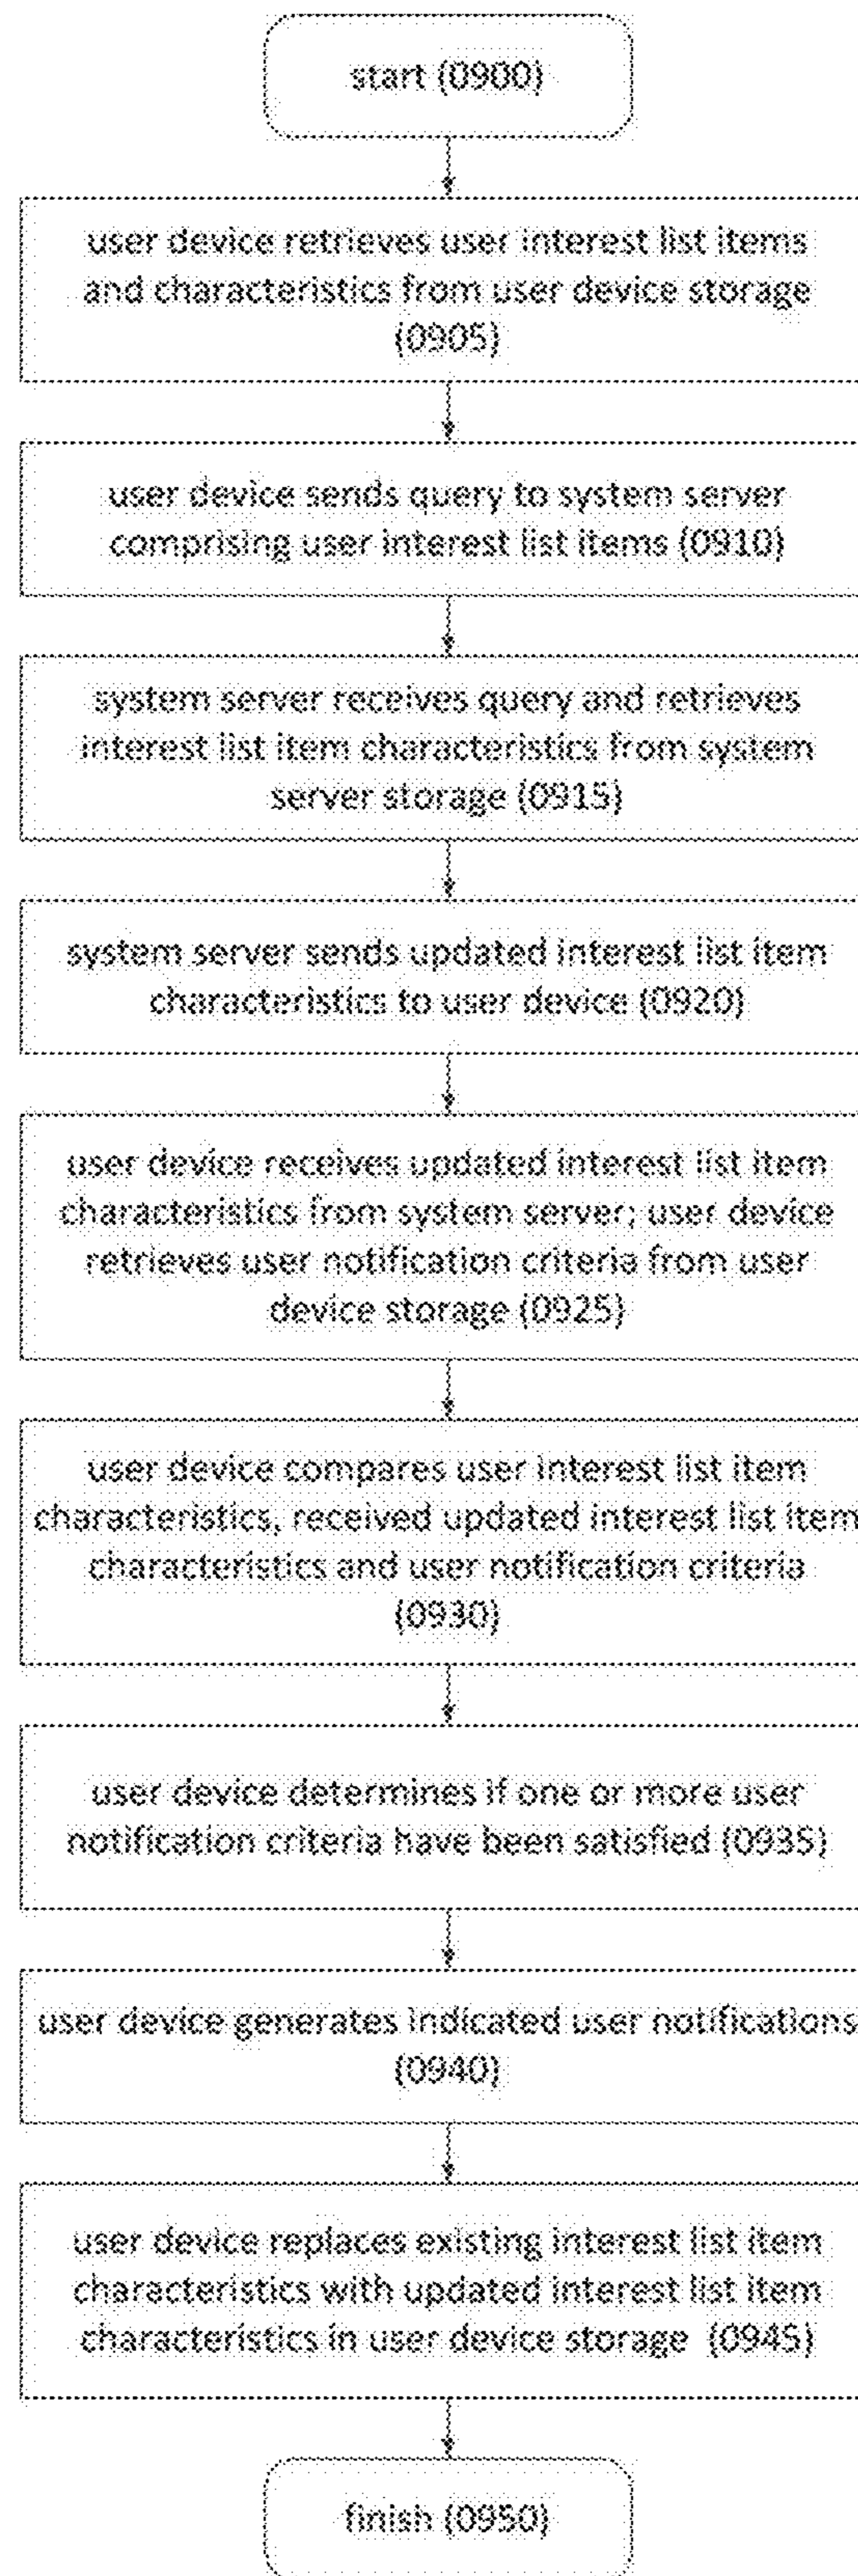 start (0900)
user device retrieves user interest list items
and characteristics from user device storage
(0905)
user device sends query to system server
comprising user interest list items (0910)
system server receives query and retrieves
interest list item characteristics from system
server storage (0915)
system server sends updated interest list item
characteristics to user device (0920)
user device receives updated interest list item
characteristics from system server; user device
retrieves user notification criteria from user
device storage (0925)
user device compares user interest list item
characteristics, received updated interest list item
characteristics and user notification criteria
(0930)
user device determines if one or more user
notification criteria have been satisfied (0935)
user device generates indicated user notifications
(0940)
user device replaces existing interest list item
characteristics with updated interest list item
characteristics in user device storage (0945)
finish (0950)